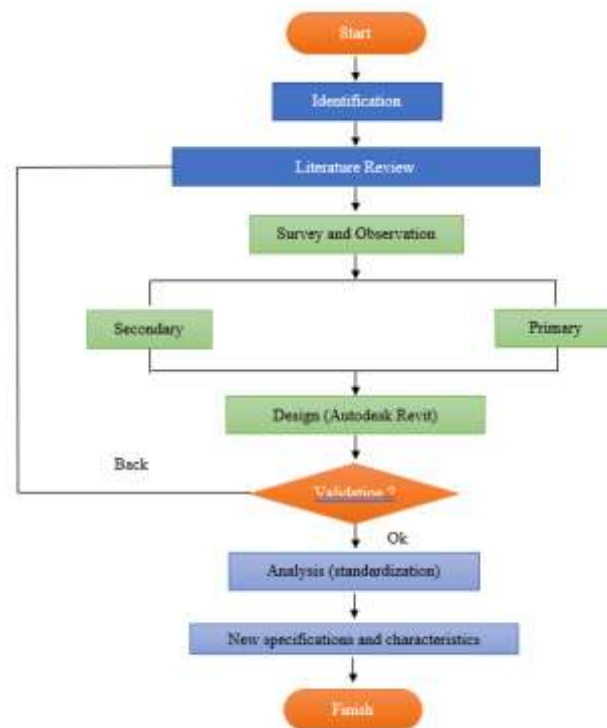 Start
Identification
Literature Review
Survey and Observation
Secondary
Primary
Design (Autodesk Revit)
Back
Validation ?
Ok
Analysis (standardization)
New specifications and characteristics
Finish